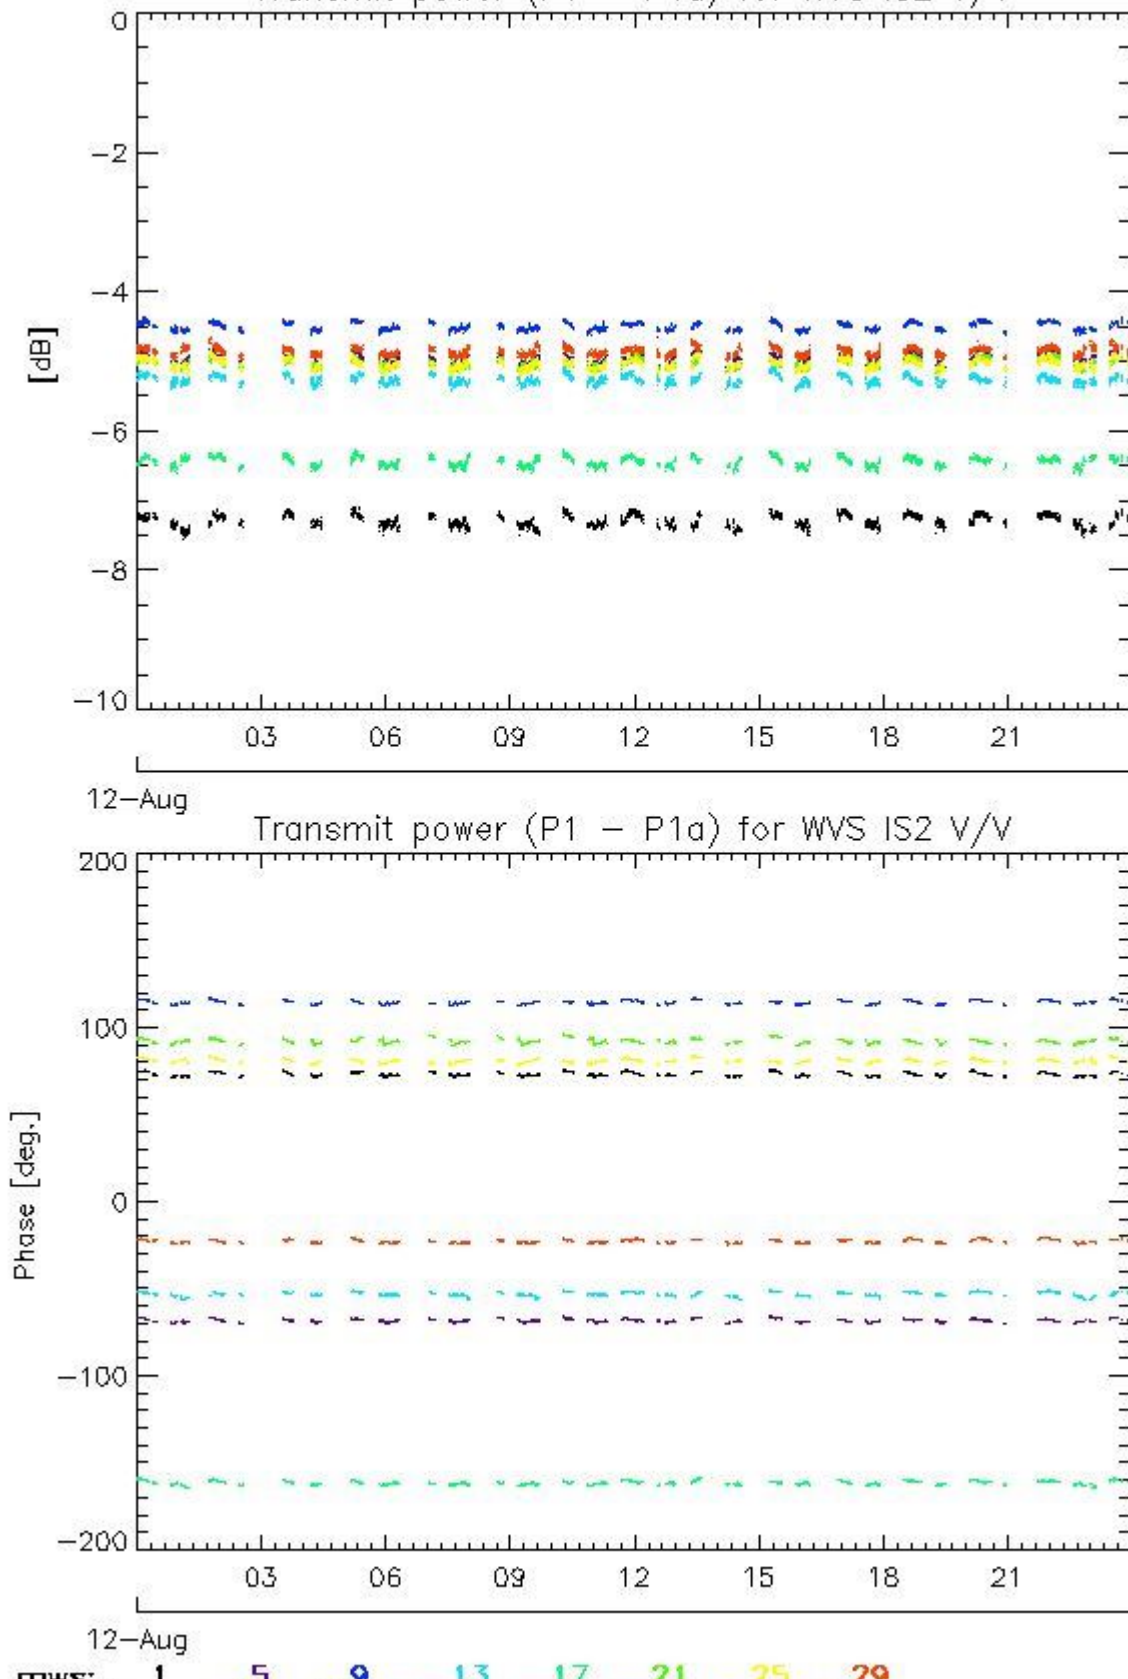 0
−2
−4
[dB]
−6
−8
−10
03 06 09 12 15 18 21
12−Aug
Transmit power (P1 − P1a) for WVS IS2 V/V
200
100
0
Phase [deg.]
−100
−200
03 06 09 12 15 18 21
12−Aug
1 5 9 13 17 21 25 29